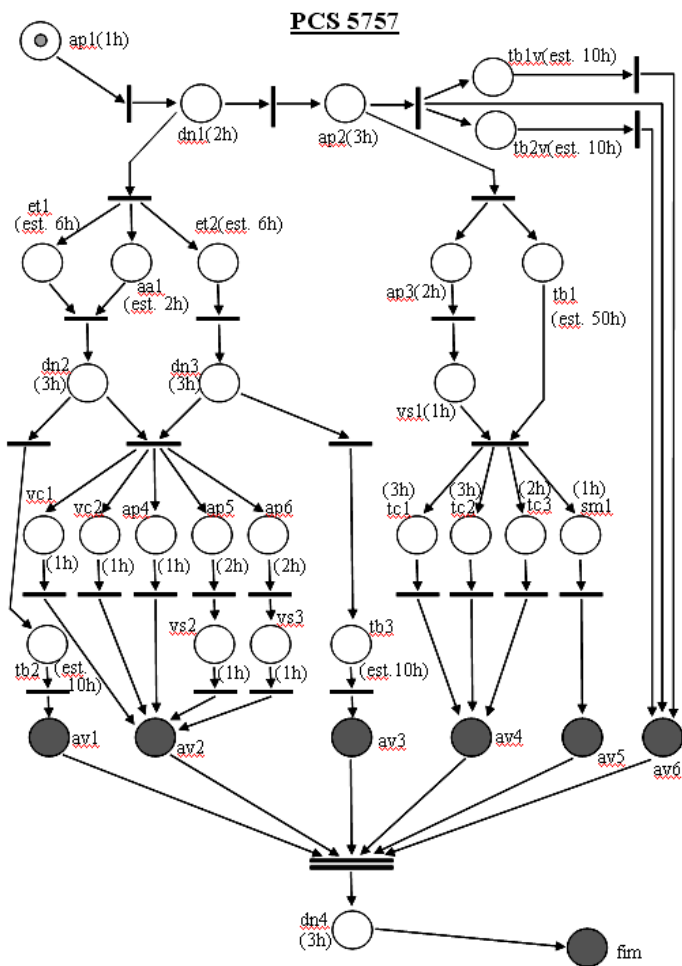 PCS 5757
ap1(1h)
tb1v(est. 10h)
dn1(2h)
ap2(3h)
tb2v(est. 10h)
et1
(est. 6h)
et2(est. 6h)
aa1
(est. 2h)
ap3(2h)
tb1
(est. 50h)
dn2
(3h)
dn3
(3h)
vs1(1h)
vc1
vc2
ap4
ap5
ap6
(3h)
tc1
(3h)
tc2
(2h)
tc3
(1h)
sm1
(1h)
(1h)
(1h)
(2h)
(2h)
vs2
vs3
tb3
tb2
(est.
10h)
(1h)
(1h)
(est.10h)
av1
av2
av3
av4
av5
av6
dn4
(3h)
fim